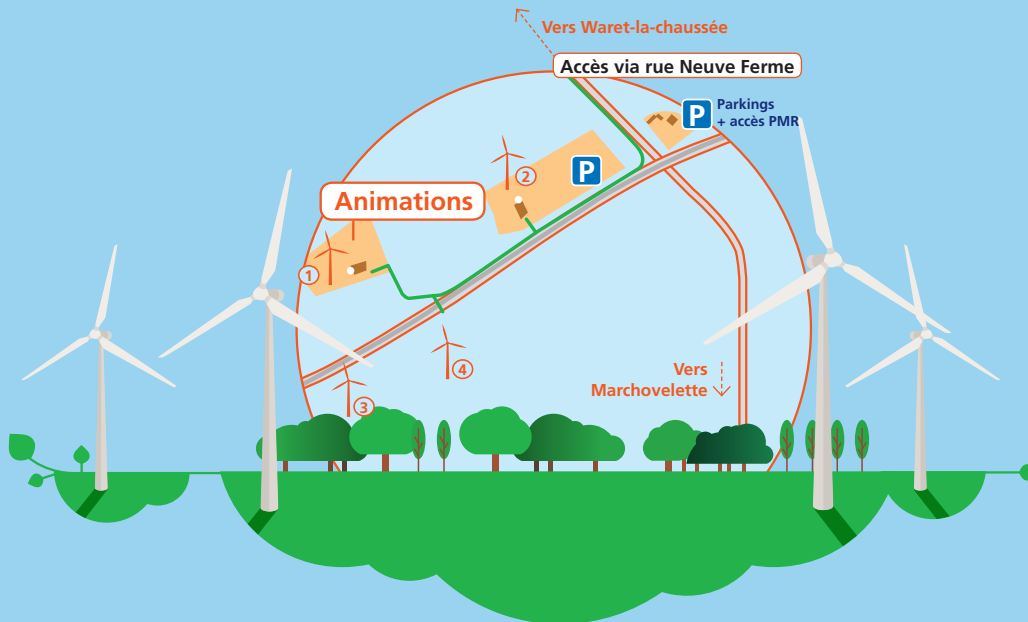 Vers Waret-la-chaussée
Accès via rue Neuve Ferme
P
Parkings
+ accès PMR
P
2
Animations
1
4
3
Vers
Marchovelette